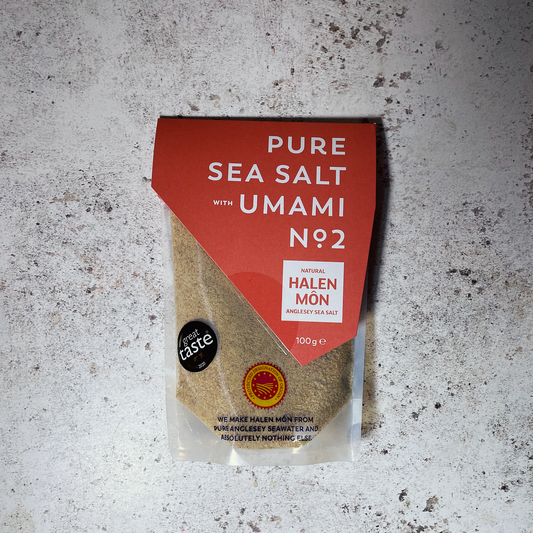 PURE
SEA SALT
WITH UMAMI
Nº2
NATURAL
HALEN
MÔN
ANGLESEY SEA SALT
100g ℮
great
taste
WE MAKE HALEN MÔN FROM
PURE ANGLESEY SEAWATER AND
ABSOLUTELY NOTHING ELSE.